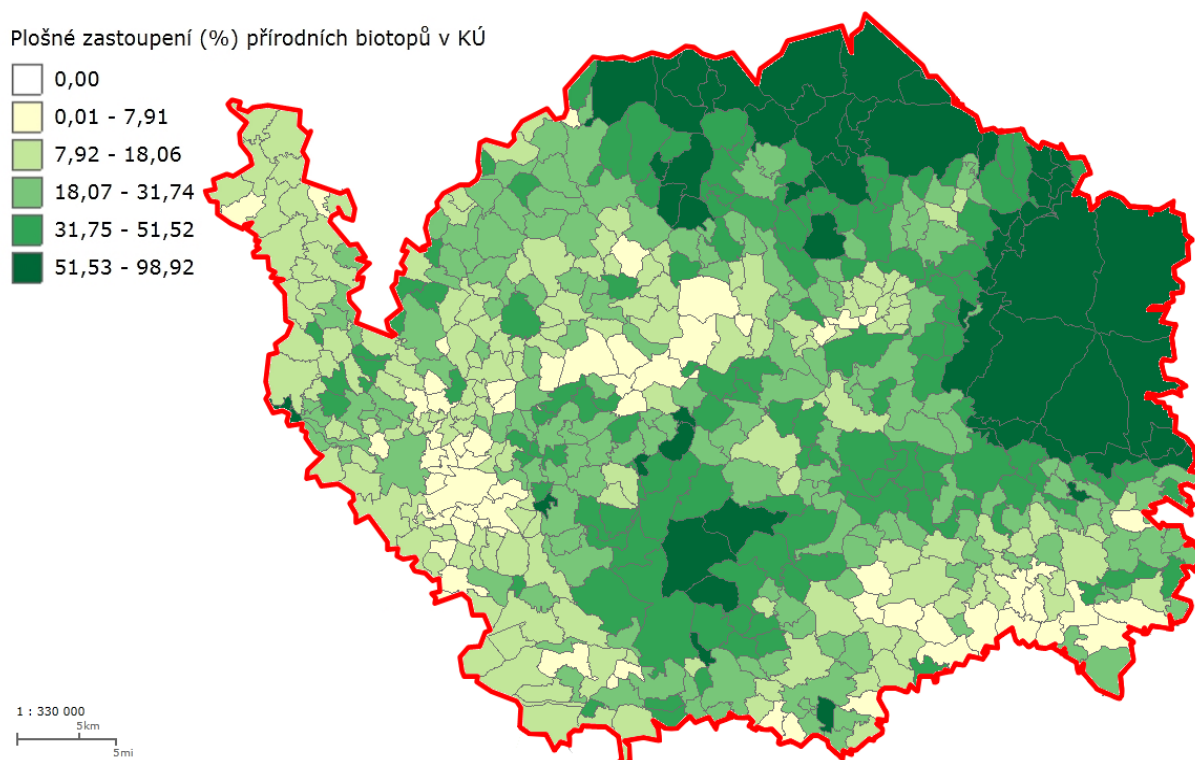 Plošné zastoupení (%) přírodních biotopů v KÚ
0,00
0,01 - 7,91
7,92 - 18,06
18,07 - 31,74
31,75 - 51,52
51,53 - 98,92
1 : 330 000
5km
5mi